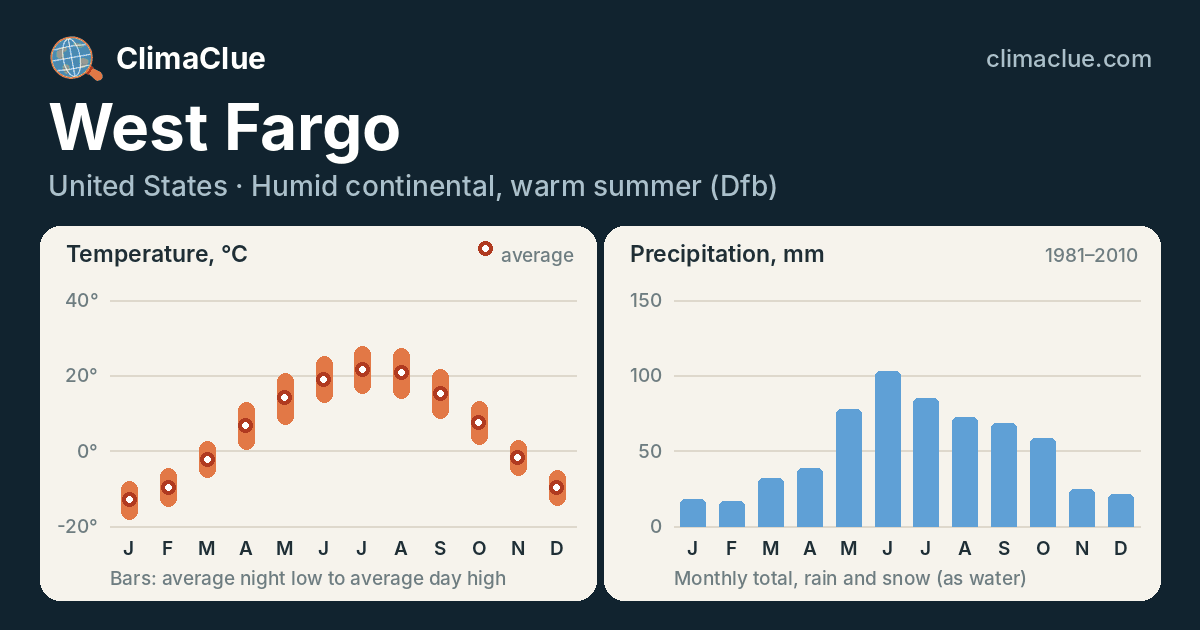 ClimaClue
climaclue.com
West Fargo
United States · Humid continental, warm summer (Dfb)
Temperature, °C
average
40°
20°
0°
-20°
J F M A M J J A S O N D
Bars: average night low to average day high
Precipitation, mm
1981–2010
150
100
50
0
J F M A M J J A S O N D
Monthly total, rain and snow (as water)